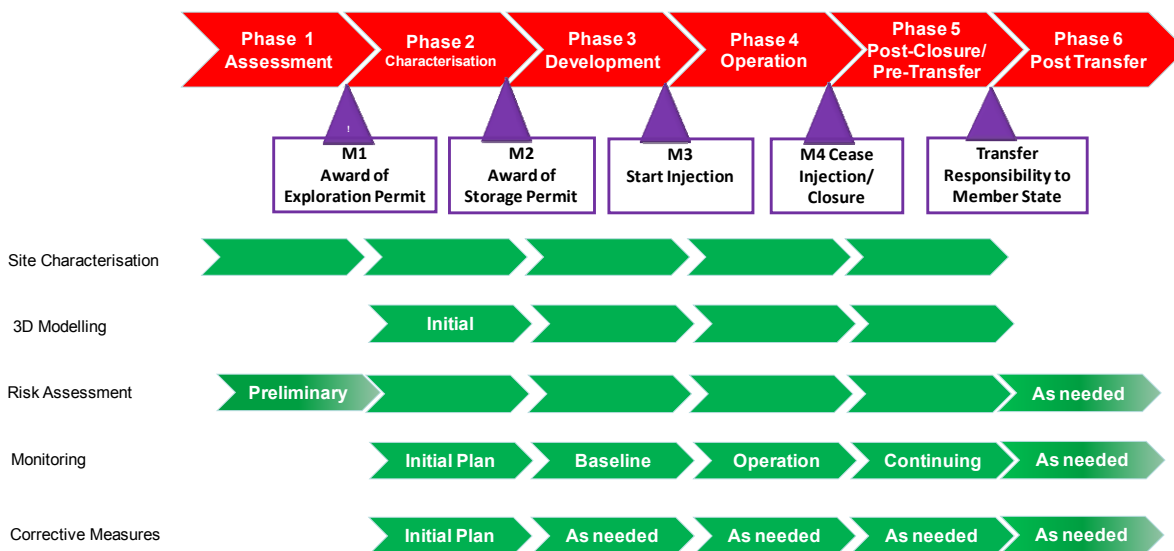 Phase 1
Assessment
Phase 2
Characterisation
Phase 3
Development
Phase 4
Operation
Phase 5
Post-Closure/
Pre-Transfer
Phase 6
Post Transfer
!
M1
Award of
Exploration Permit
M2
Award of
Storage Permit
M3
Start Injection
M4 Cease
Injection/
Closure
Transfer
Responsibility to
Member State
Site Characterisation
3D Modelling
Initial
Risk Assessment
Preliminary
As needed
Monitoring
Initial Plan
Baseline
Operation
Continuing
As needed
Corrective Measures
Initial Plan
As needed
As needed
As needed
As needed